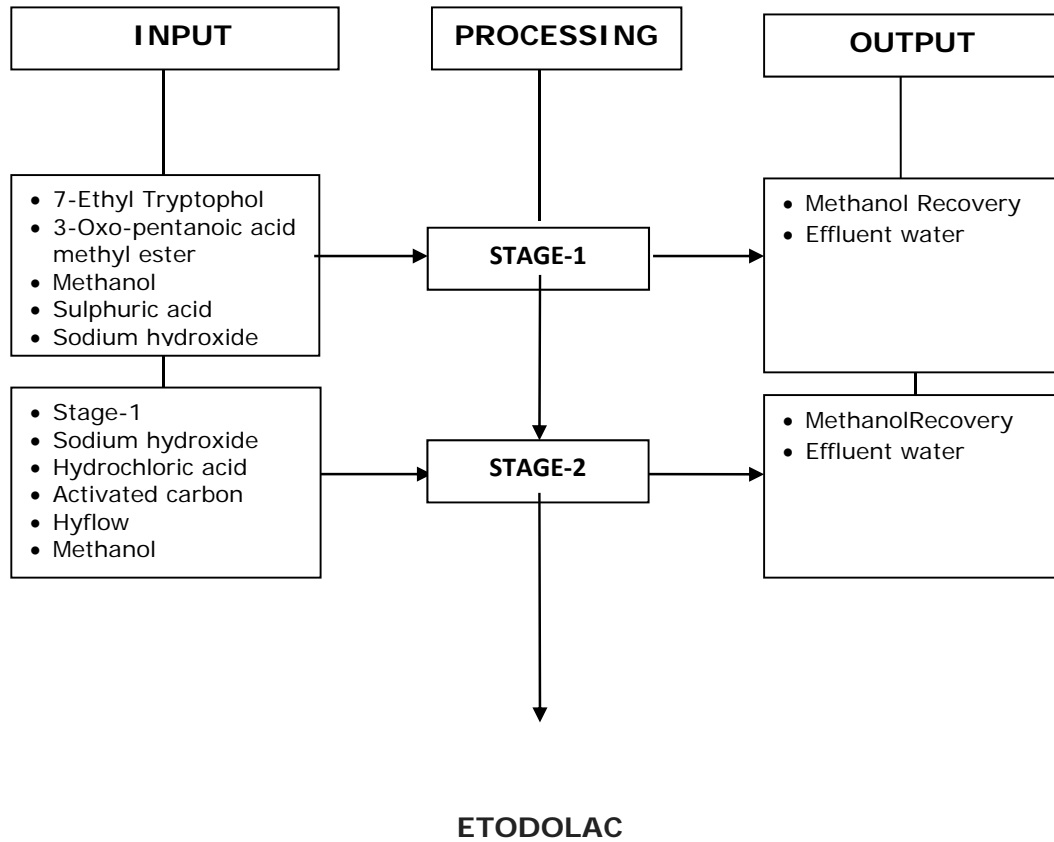 INPUT
PROCESSING
OUTPUT
• 7-Ethyl Tryptophol
• 3-Oxo-pentanoic acid
methyl ester
• Methanol
• Sulphuric acid
• Sodium hydroxide
STAGE-1
• Methanol Recovery
• Effluent water
• Stage-1
• Sodium hydroxide
• Hydrochloric acid
• Activated carbon
• Hyflow
• Methanol
STAGE-2
• MethanolRecovery
• Effluent water
ETODOLAC